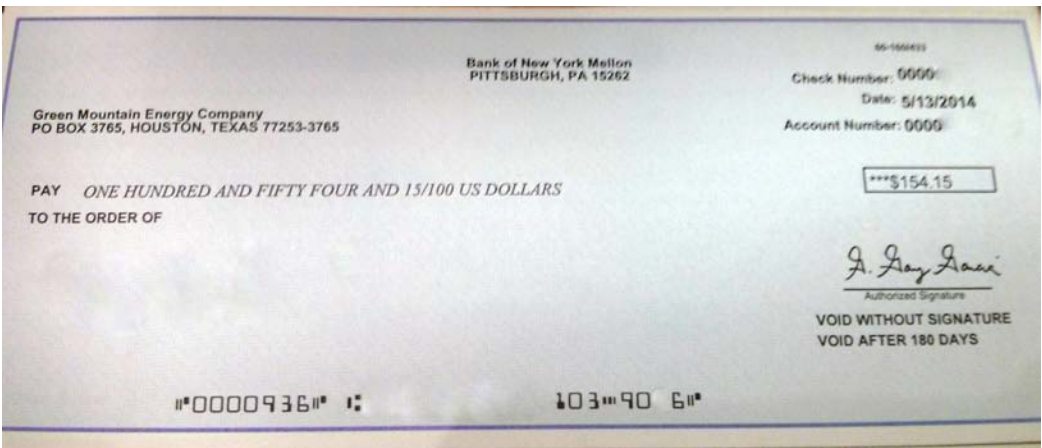 Bank of New York Mellon
PITTSBURGH, PA 15262
Check Number: 0000
Date: 5/13/2014
Account Number: 0000
Green Mountain Energy Company
PO BOX 3765, HOUSTON, TEXAS 77253-3765
PAY ONE HUNDRED AND FIFTY FOUR AND 15/100 US DOLLARS
***$154.15
TO THE ORDER OF
Authorized Signature
VOID WITHOUT SIGNATURE
VOID AFTER 180 DAYS
⑈0000936⑈ ⑆ 103⑉90 6⑈